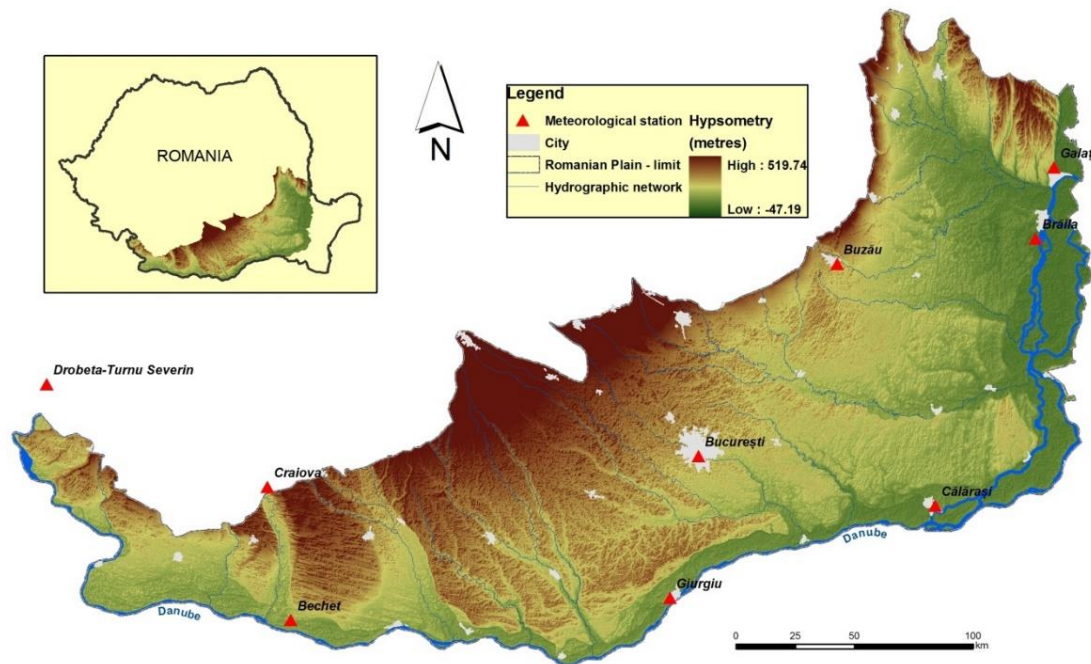 ROMANIA
N
Legend
Meteorological station
City
Romanian Plain - limit
Hydrographic network
Hypsometry
(metres)
High : 519.74
Low : -47.19
Galaț
Brăila
Buzău
Drobeta-Turnu Severin
București
Craiova
Călărași
Danube
Giurgiu
Bechet
Danube
0 25 50 100
km